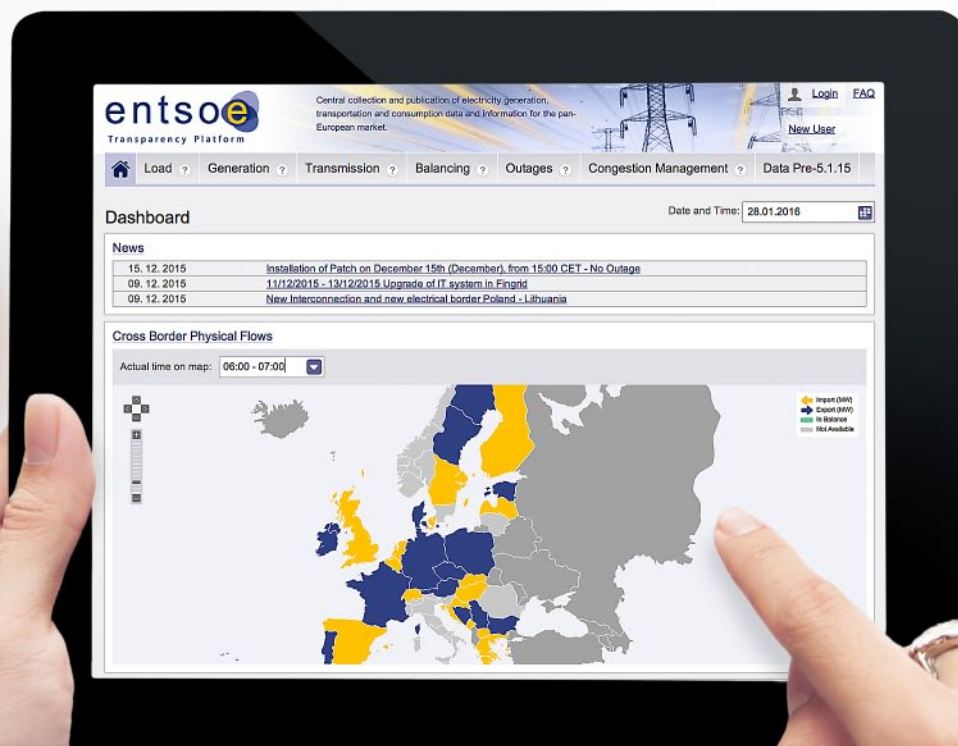 entsoe
Transparency Platform
Central collection and publication of electricity generation,
transportation and consumption data and information for the pan-
European market.
Login FAQ
New User
Load ? Generation ? Transmission ? Balancing ? Outages ? Congestion Management ? Data Pre-5.1.15
Dashboard
Date and Time: 28.01.2016
News
15. 12. 2015 Installation of Patch on December 15th (December), from 15:00 CET - No Outage
09. 12. 2015 11/12/2015 - 13/12/2015 Upgrade of IT system in Fingrid
09. 12. 2015 New Interconnection and new electrical border Poland - Lithuania
Cross Border Physical Flows
Actual time on map: 06:00 - 07:00
Import (MW)
Export (MW)
In Balance
Not Available